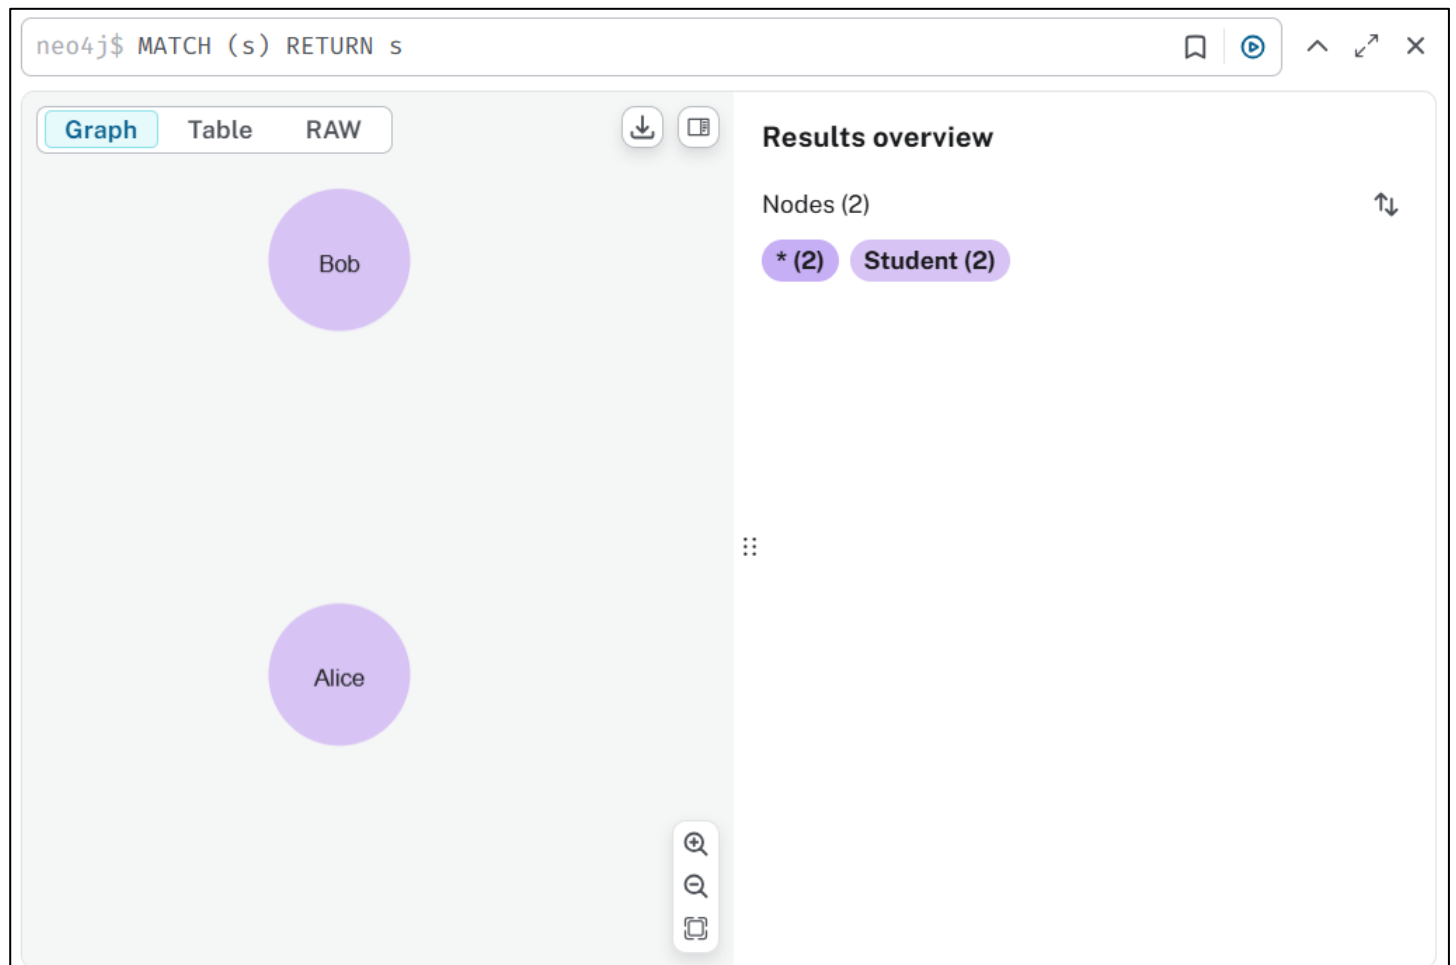 neo4j$ MATCH (s) RETURN s
Graph Table RAW
Results overview
Nodes (2)
* (2) Student (2)
Bob
Alice